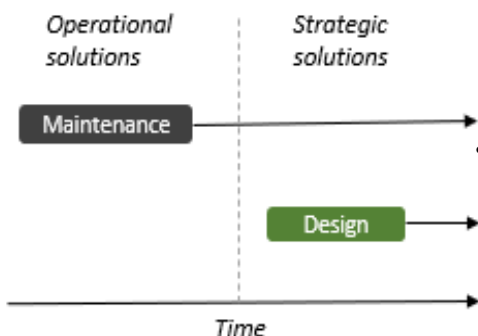 Operational
solutions
Strategic
solutions
Maintenance
Design
Time